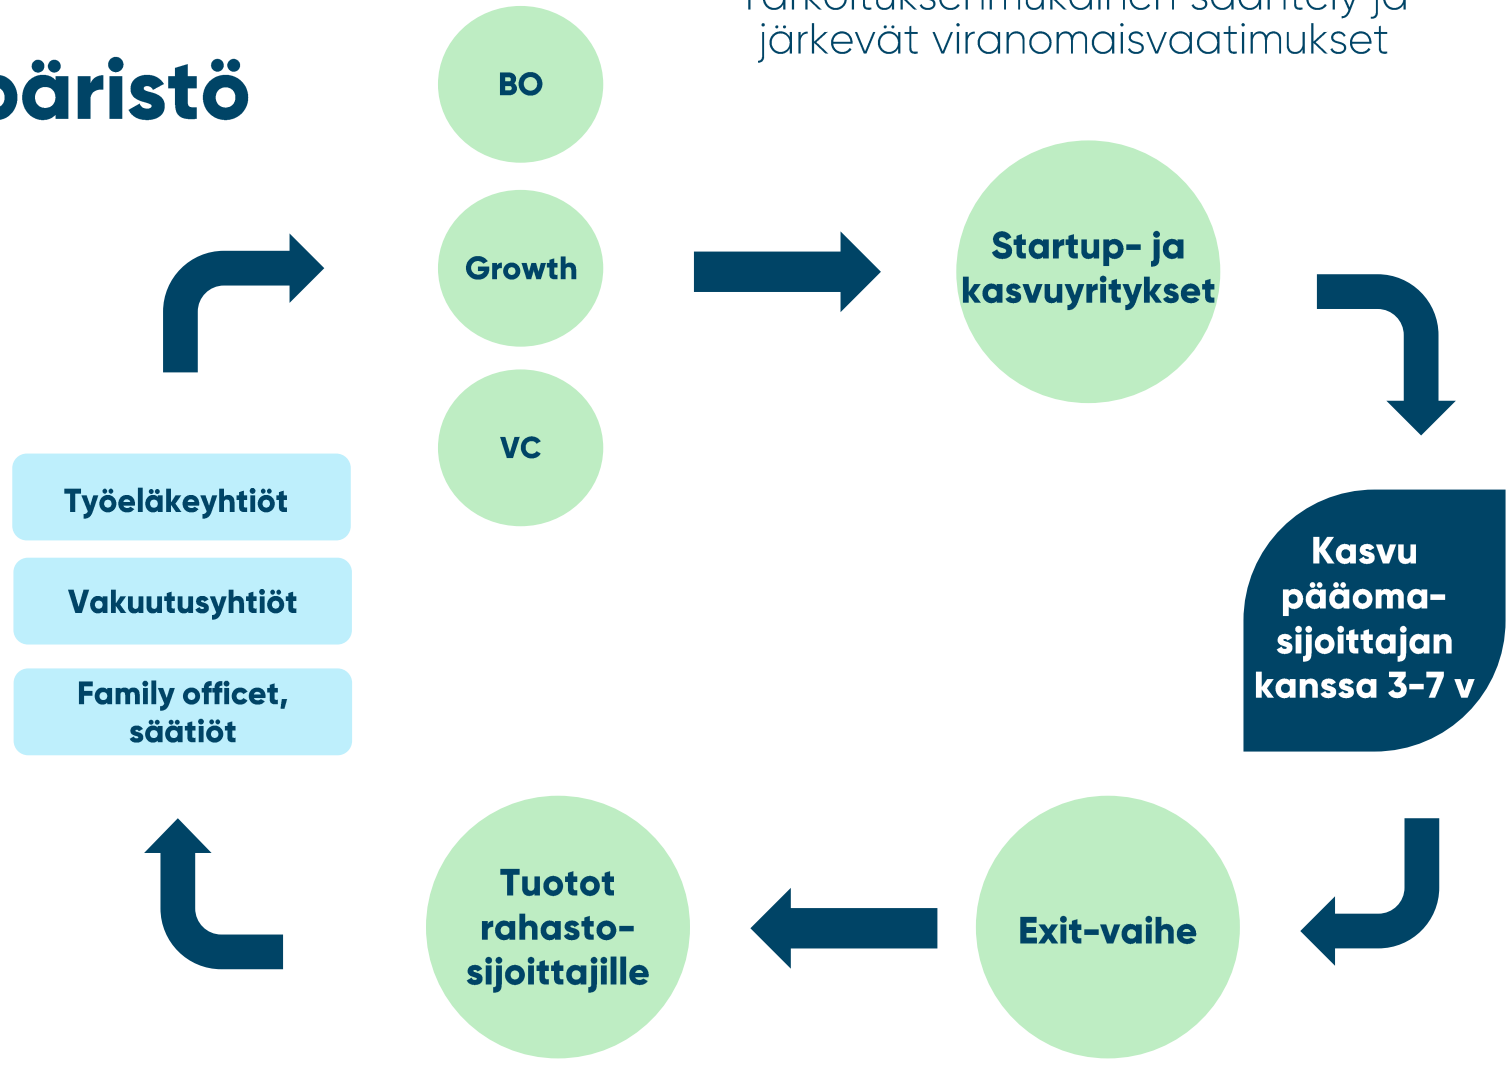 järkevät viranomaisvaatimukset
BO
Growth
VC
Startup- ja
kasvuyritykset
Työeläkeyhtiöt
Vakuutusyhtiöt
Family officet,
säätiöt
Kasvu
pääoma-
sijoittajan
kanssa 3-7 v
Tuotot
rahasto-
sijoittajille
Exit-vaihe